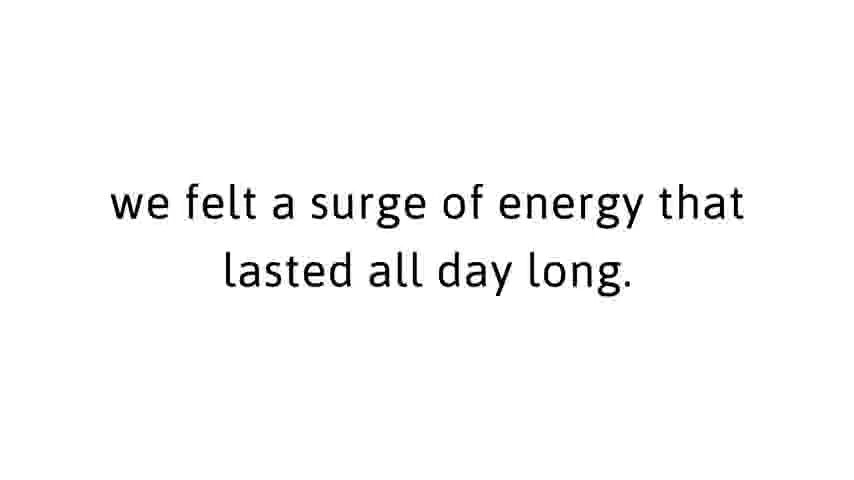 we felt a surge of energy that
lasted all day long.